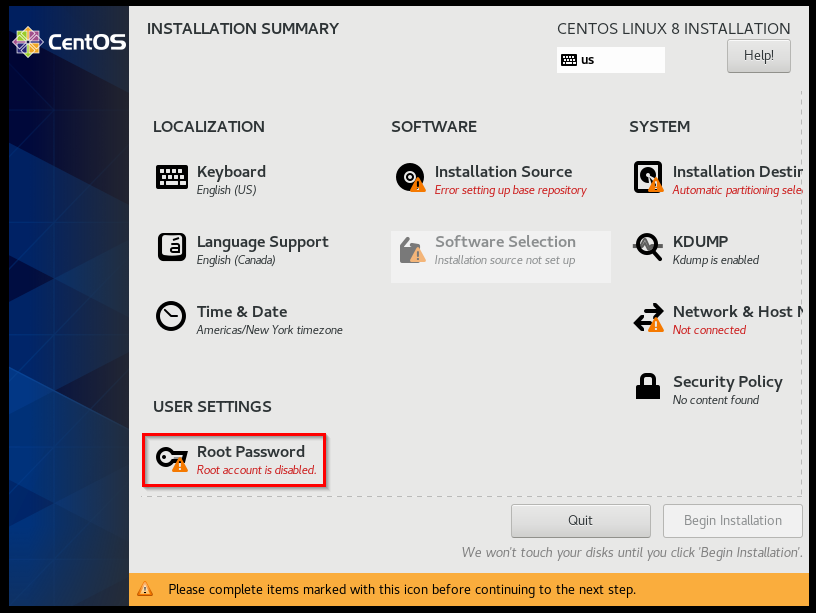 CentOS
INSTALLATION SUMMARY
CENTOS LINUX 8 INSTALLATION
us
Help!
LOCALIZATION
Keyboard
English (US)
Language Support
English (Canada)
Time & Date
Americas/New York timezone
USER SETTINGS
Root Password
Root account is disabled.
SOFTWARE
Installation Source
Error setting up base repository
Software Selection
Installation source not set up
SYSTEM
Installation Destin
Automatic partitioning sele
KDUMP
Kdump is enabled
Network & Host N
Not connected
Security Policy
No content found
Quit
Begin Installation
We won't touch your disks until you click 'Begin Installation'.
Please complete items marked with this icon before continuing to the next step.